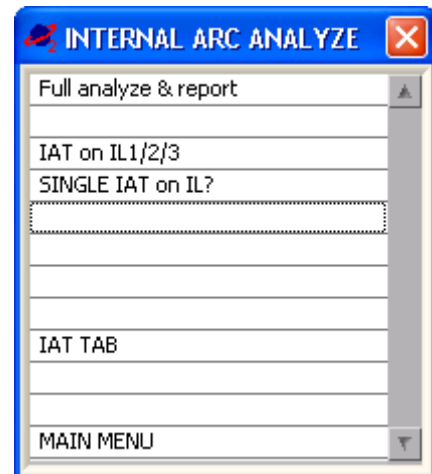 INTERNAL ARC ANALYZE
Full analyze & report
IAT on IL1/2/3
SINGLE IAT on IL?
IAT TAB
MAIN MENU